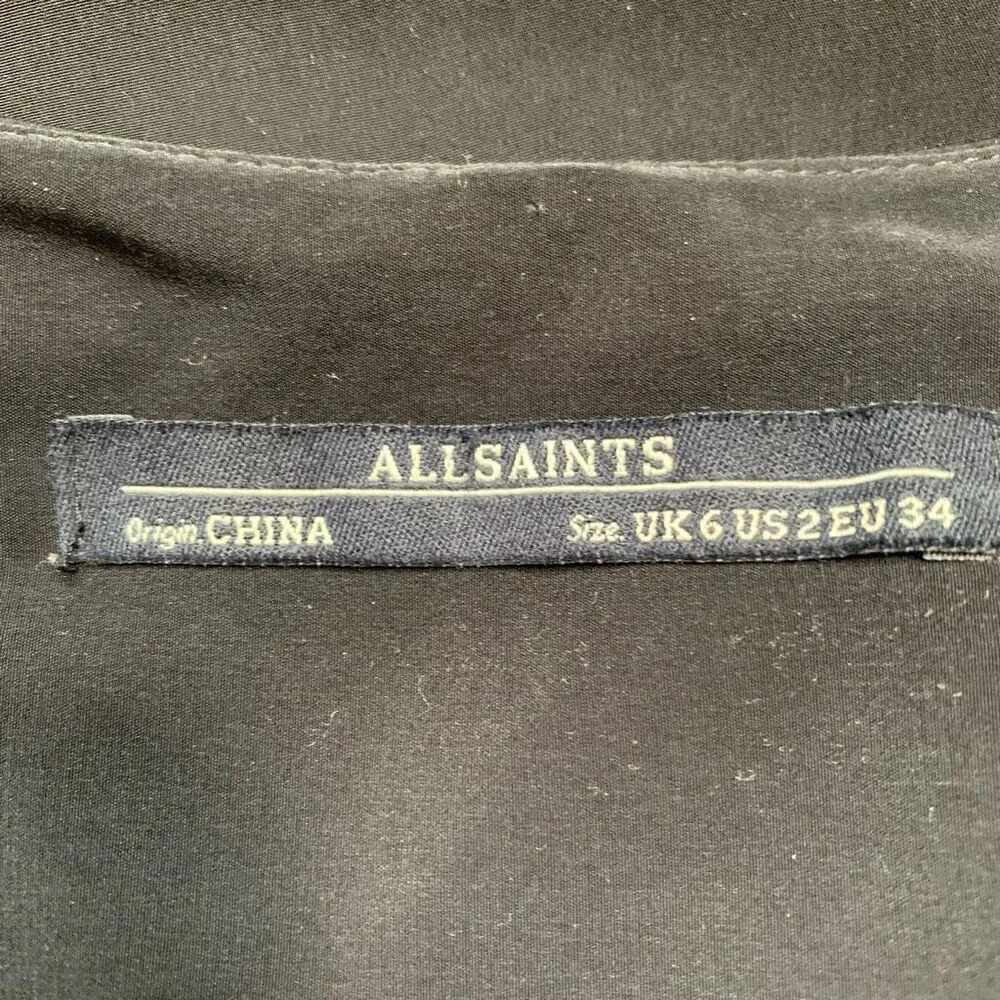 ALLSAINTS
Origin. CHINA Size. UK 6 US 2 EU 34